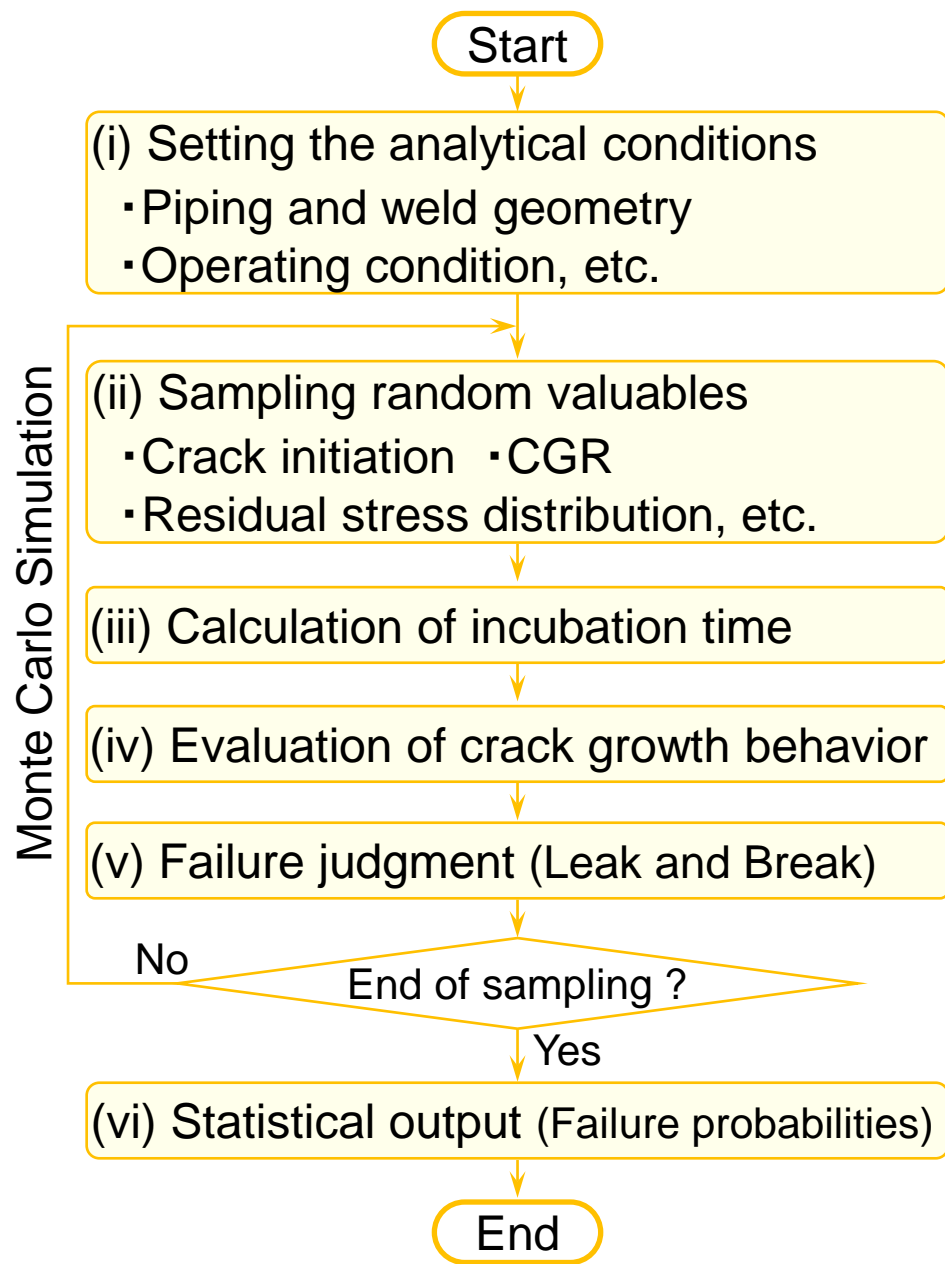 Start
(i) Setting the analytical conditions
・Piping and weld geometry
・Operating condition, etc.
Monte Carlo Simulation
(ii) Sampling random valuables
・Crack initiation ・CGR
・Residual stress distribution, etc.
(iii) Calculation of incubation time
(iv) Evaluation of crack growth behavior
(v) Failure judgment (Leak and Break)
No
End of sampling ?
Yes
(vi) Statistical output (Failure probabilities)
End